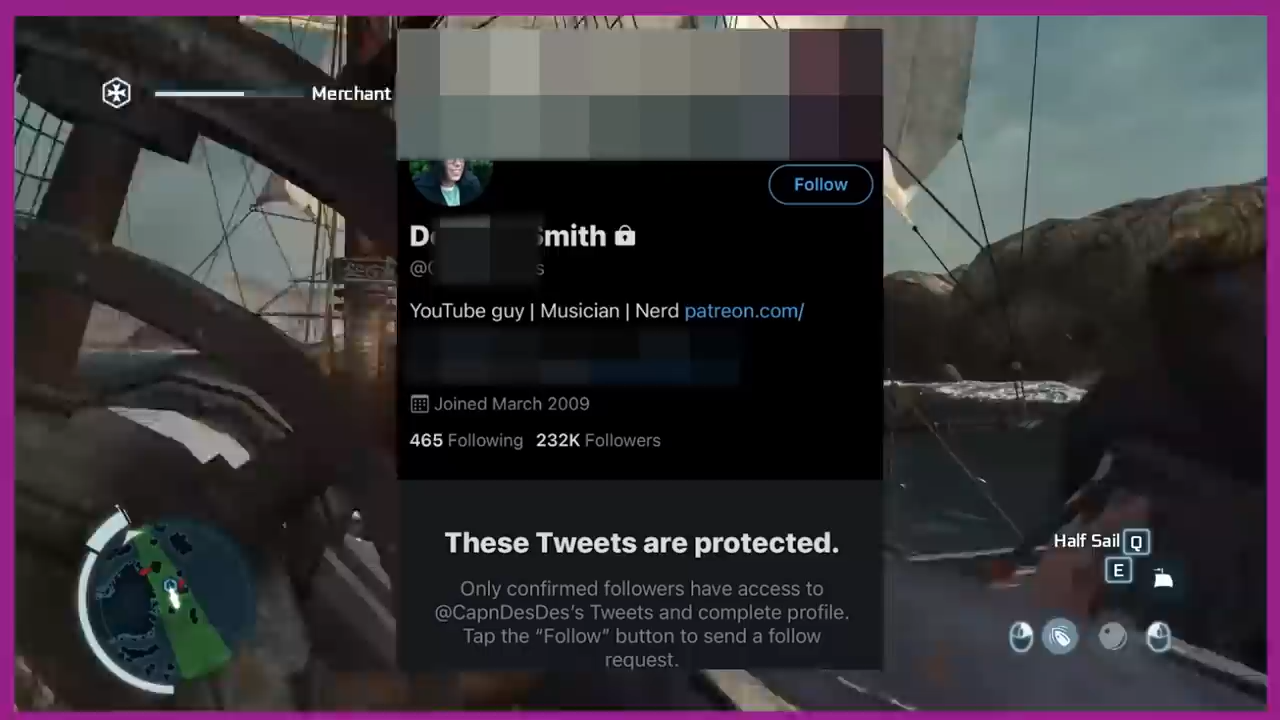 Merchant
Follow
Smith
YouTube guy | Musician | Nerd patreon.com/
Joined March 2009
465 Following 232K Followers
These Tweets are protected.
Only confirmed followers have access to
@CapnDesDes's Tweets and complete profile.
Tap the “Follow” button to send a follow
request.
Half Sail Q
E